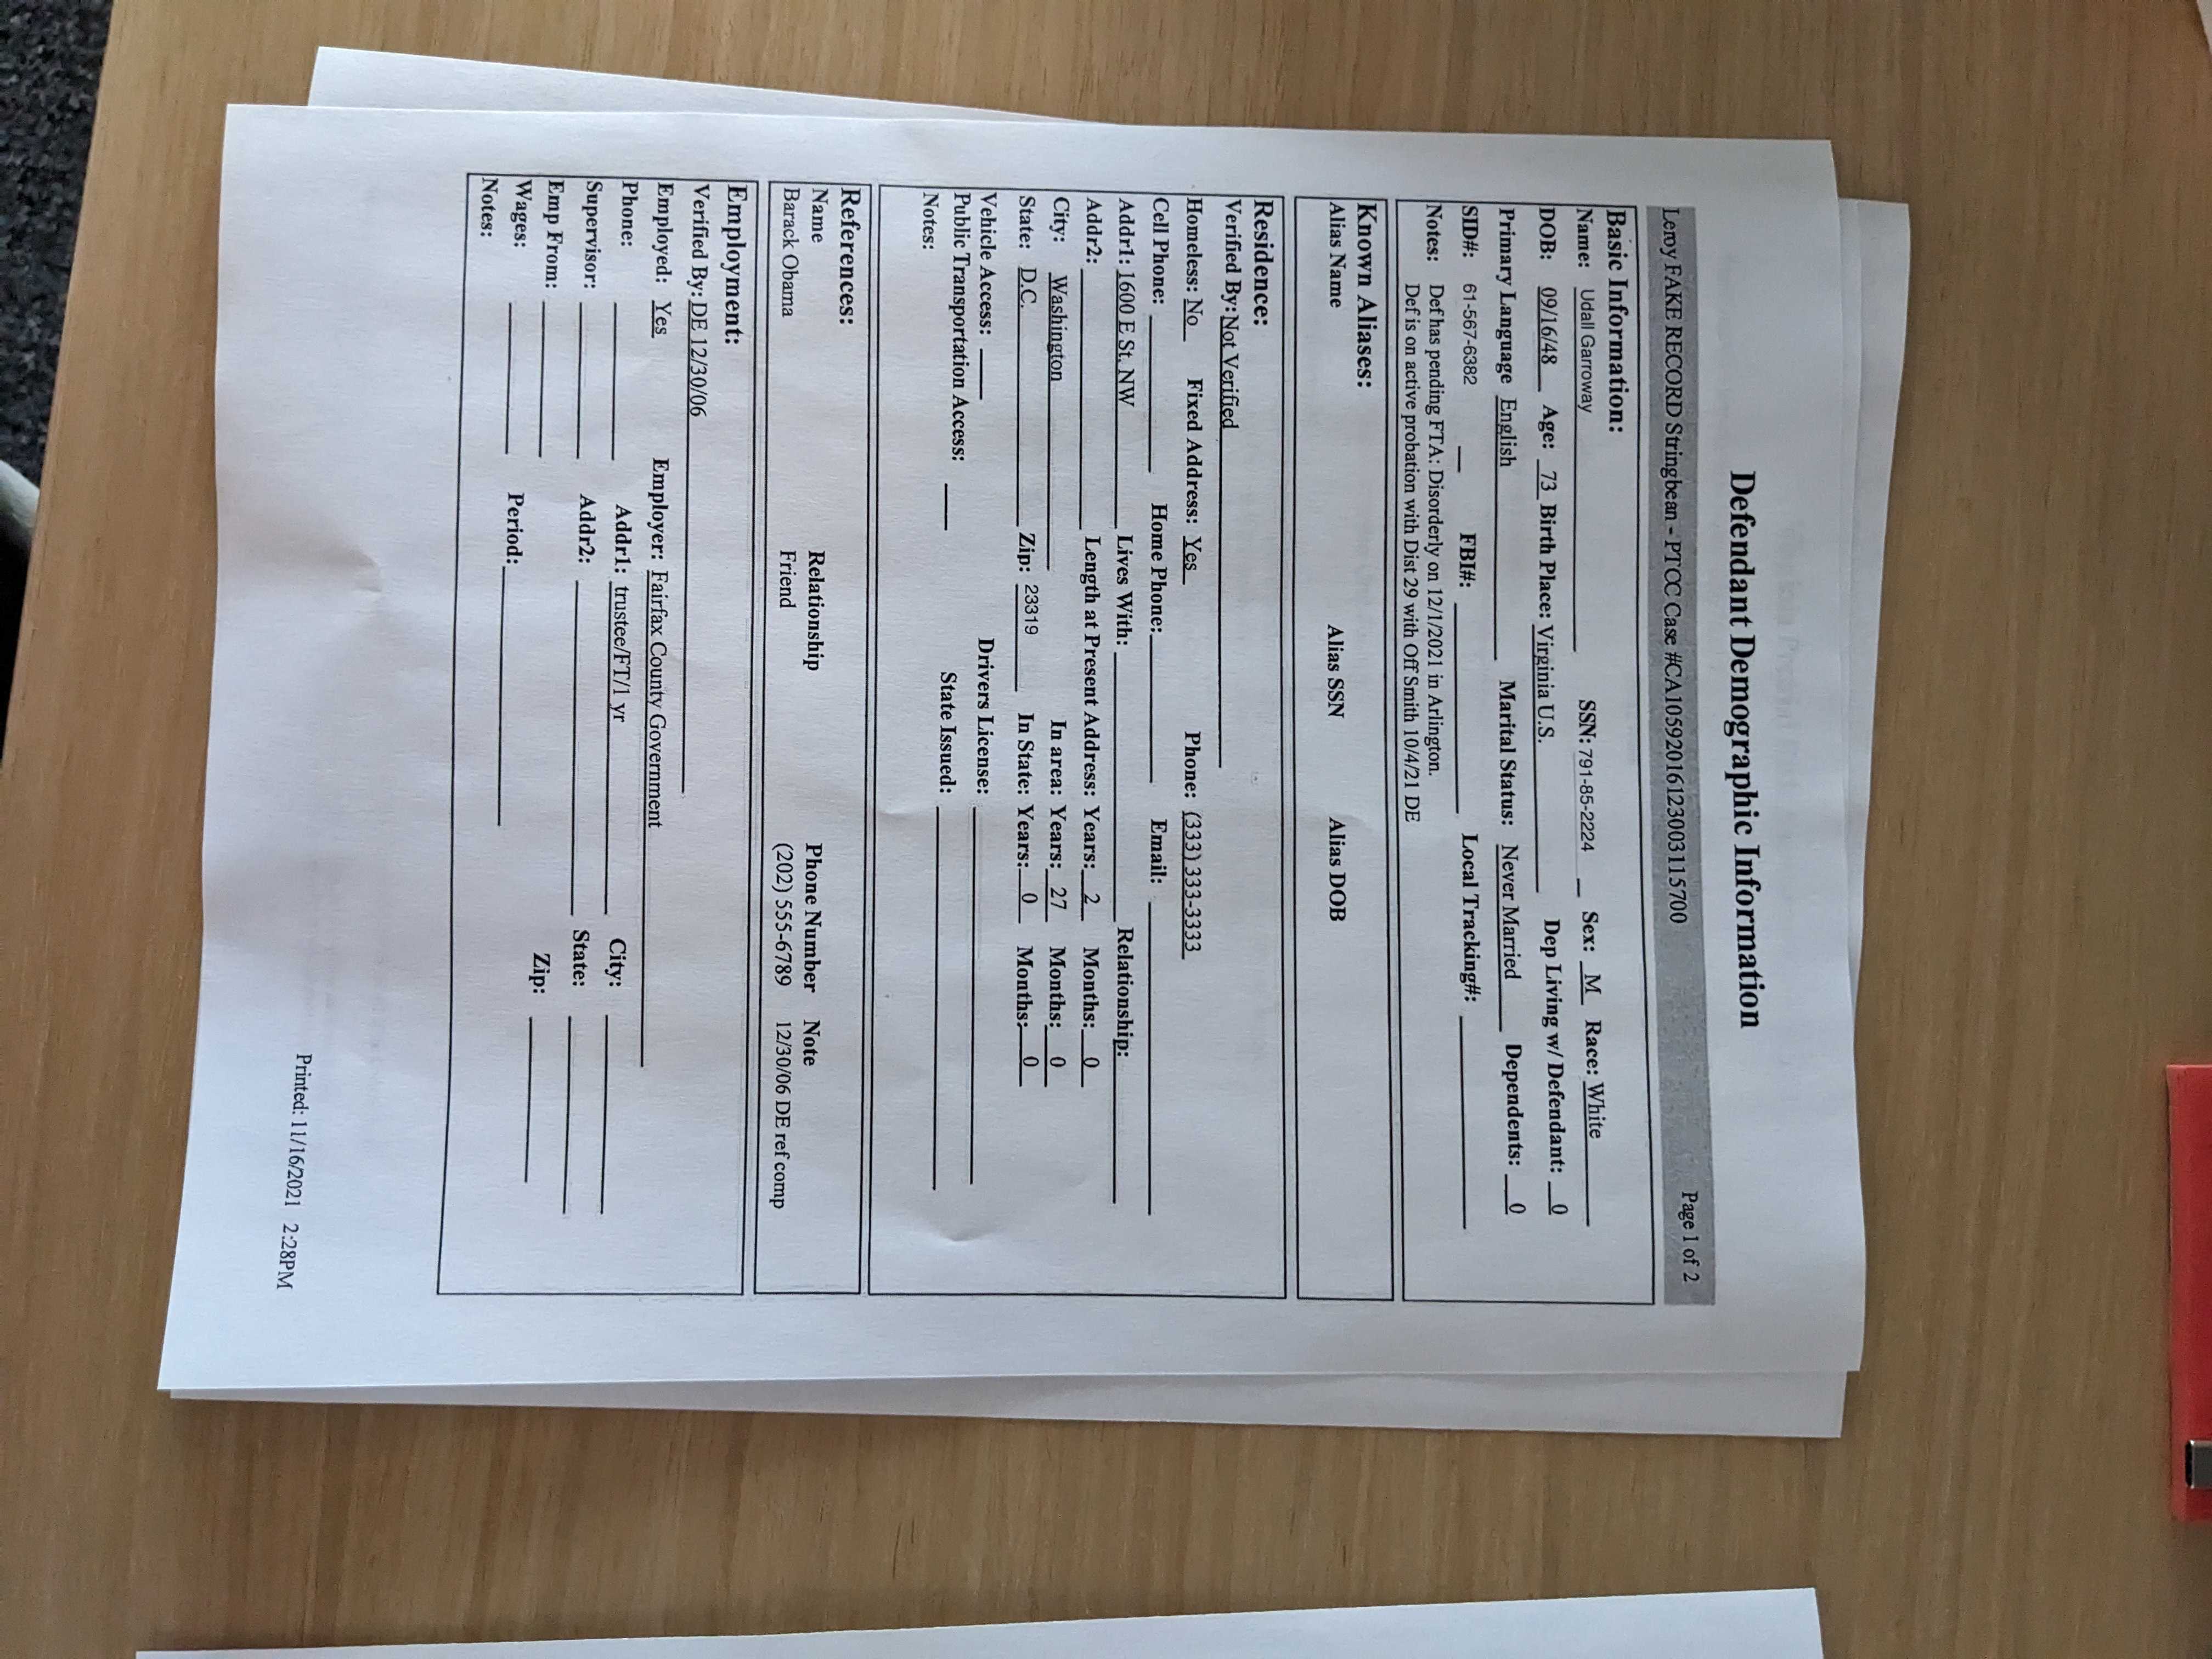 Defendant Demographic Information
Leroy FAKE RECORD Stringbean - PTCC Case #CA105920161230031115700 Page 1 of 2
Basic Information:
Name: Udall Garroway SSN: 791-85-2224 Sex: M Race: White
DOB: 09/16/48 Age: 73 Birth Place: Virginia U.S. Dep Living w/ Defendant: 0
Primary Language English Marital Status: Never Married Dependents: 0
SID#: 61-567-6382 FBI#: Local Tracking#:
Notes: Def has pending FTA: Disorderly on 12/1/2021 in Arlington.
Def is on active probation with Dist 29 with Off Smith 10/4/21 DE
Known Aliases:
Alias Name Alias SSN Alias DOB
Residence:
Verified By: Not Verified
Homeless: No Fixed Address: Yes Phone: (333) 333-3333
Cell Phone: Home Phone: Email:
Addr1: 1600 E St. NW Lives With: Relationship:
Addr2: Length at Present Address: Years: 2 Months: 0
City: Washington In area: Years: 27 Months: 0
State: D.C. Zip: 23319 In State: Years: 0 Months: 0
Vehicle Access: Drivers License:
Public Transportation Access: State Issued:
Notes:
References:
Name Relationship Phone Number Note
Barack Obama Friend (202) 555-6789 12/30/06 DE ref comp
Employment:
Verified By: DE 12/30/06
Employed: Yes Employer: Fairfax County Government
Phone: Addr1: trustee/FT/1 yr City:
Supervisor: Addr2: State:
Emp From: Zip:
Wages: Period:
Notes:
Printed: 11/16/2021 2:28PM